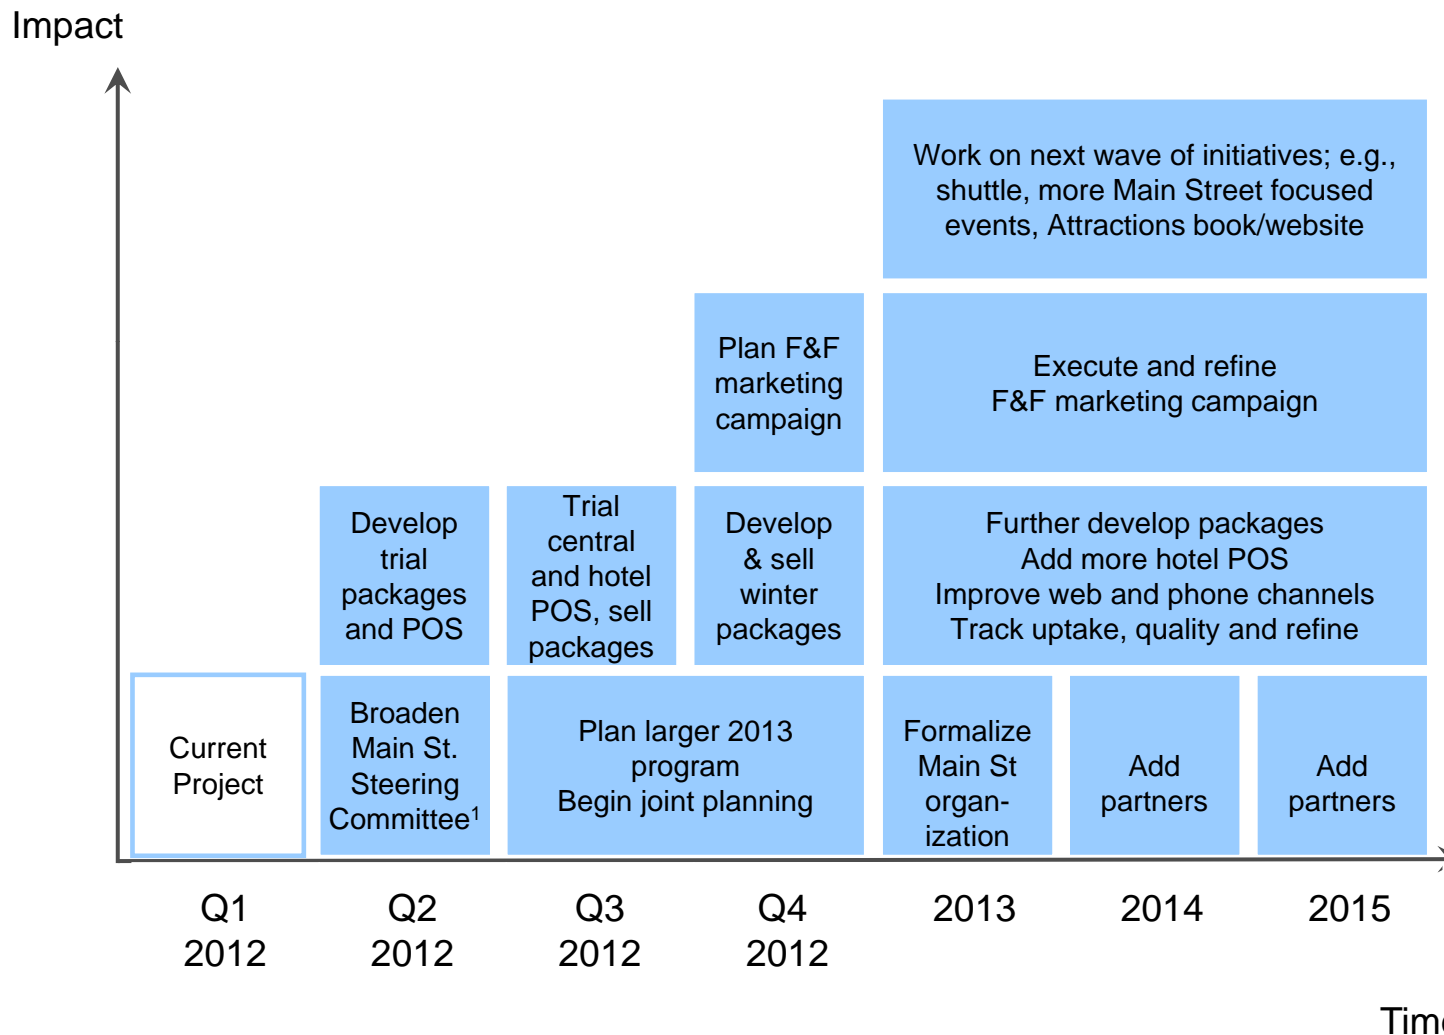 Impact
Work on next wave of initiatives; e.g.,
shuttle, more Main Street focused
events, Attractions book/website
Plan F&F
marketing
campaign
Execute and refine
F&F marketing campaign
Develop
trial
packages
and POS
Trial
central
and hotel
POS, sell
packages
Develop
& sell
winter
packages
Further develop packages
Add more hotel POS
Improve web and phone channels
Track uptake, quality and refine
Current
Project
Broaden
Main St.
Steering
Committee¹
Plan larger 2013
program
Begin joint planning
Formalize
Main St
organ-
ization
Add
partners
Add
partners
Q1
2012
Q2
2012
Q3
2012
Q4
2012
2013
2014
2015
Time